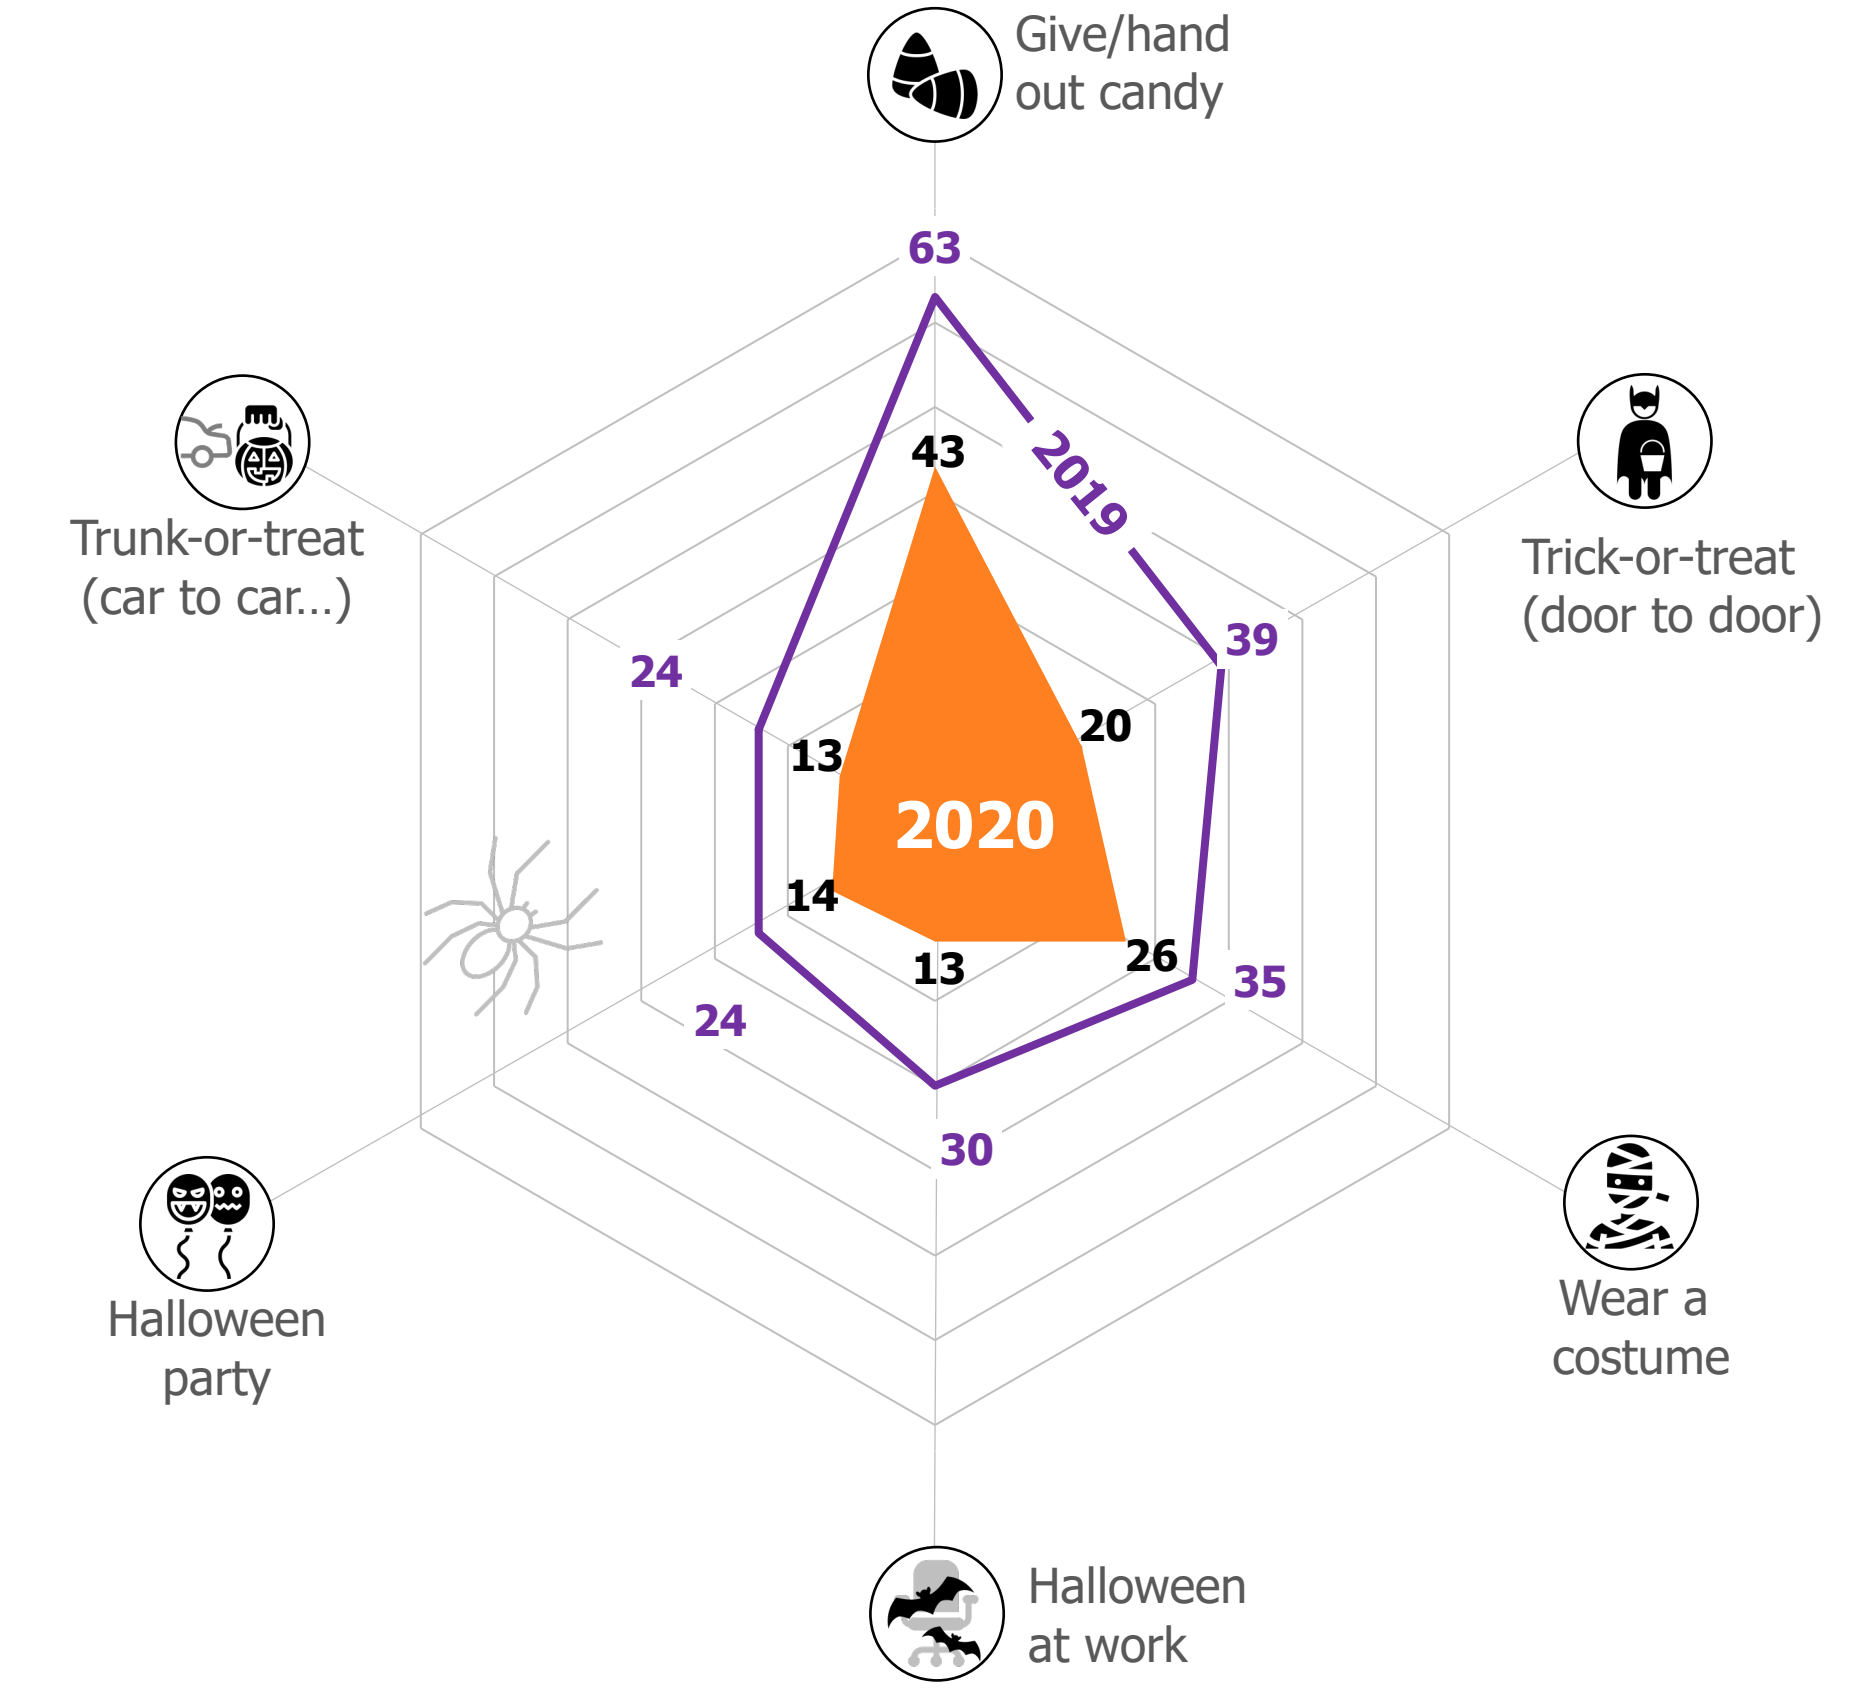 Give/hand
out candy
63
43
2019
39
Trick-or-treat
(door to door)
Trunk-or-treat
(car to car...)
24
13
20
2020
14
13
26
35
24
30
Halloween
party
Wear a
costume
Halloween
at work